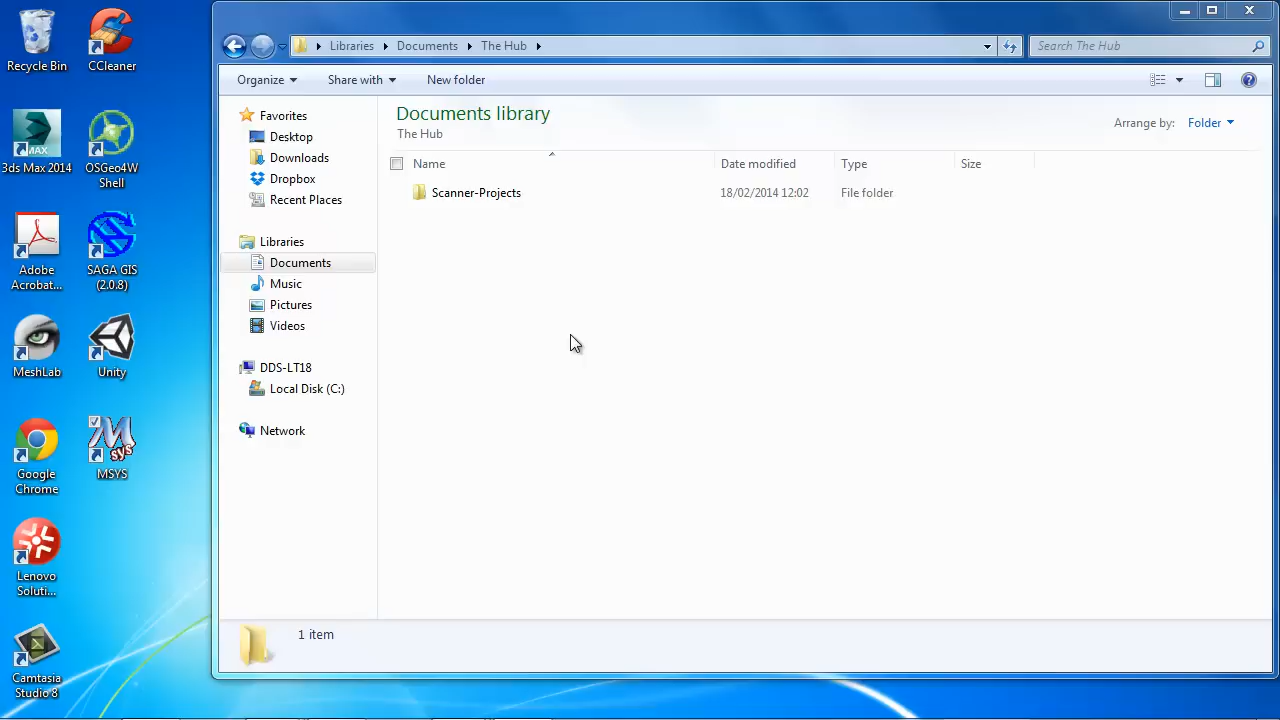 Recycle Bin
CCleaner
3ds Max 2014
OSGeo4W
Shell
Adobe
Acrobat...
SAGA GIS
(2.0.8)
MeshLab
Unity
Google
Chrome
MSYS
Lenovo
Soluti...
Camtasia
Studio 8
Libraries
Documents
The Hub
Search The Hub
Organize
Share with
New folder
Favorites
Desktop
Downloads
Dropbox
Recent Places
Libraries
Documents
Music
Pictures
Videos
DDS-LT18
Local Disk (C:)
Network
Documents library
The Hub
Arrange by: Folder
Name
Date modified
Type
Size
Scanner-Projects
18/02/2014 12:02
File folder
1 item